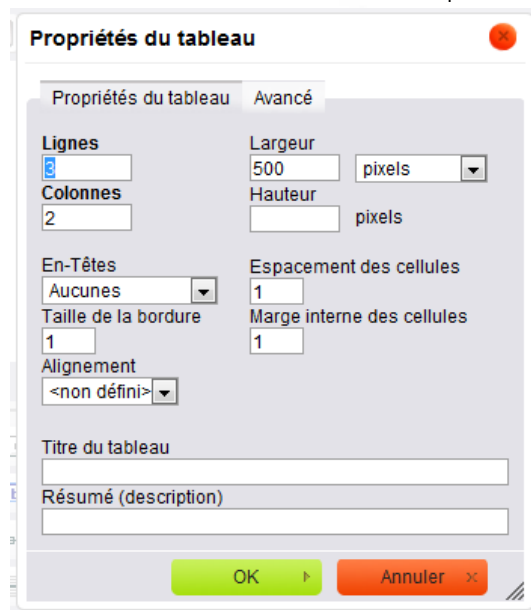 Propriétés du tableau
Propriétés du tableau Avancé
Lignes Largeur
3 500 pixels
Colonnes Hauteur
2 pixels
En-Têtes Espacement des cellules
Aucunes 1
Taille de la bordure Marge interne des cellules
1 1
Alignement
<non défini>
Titre du tableau
Résumé (description)
OK Annuler